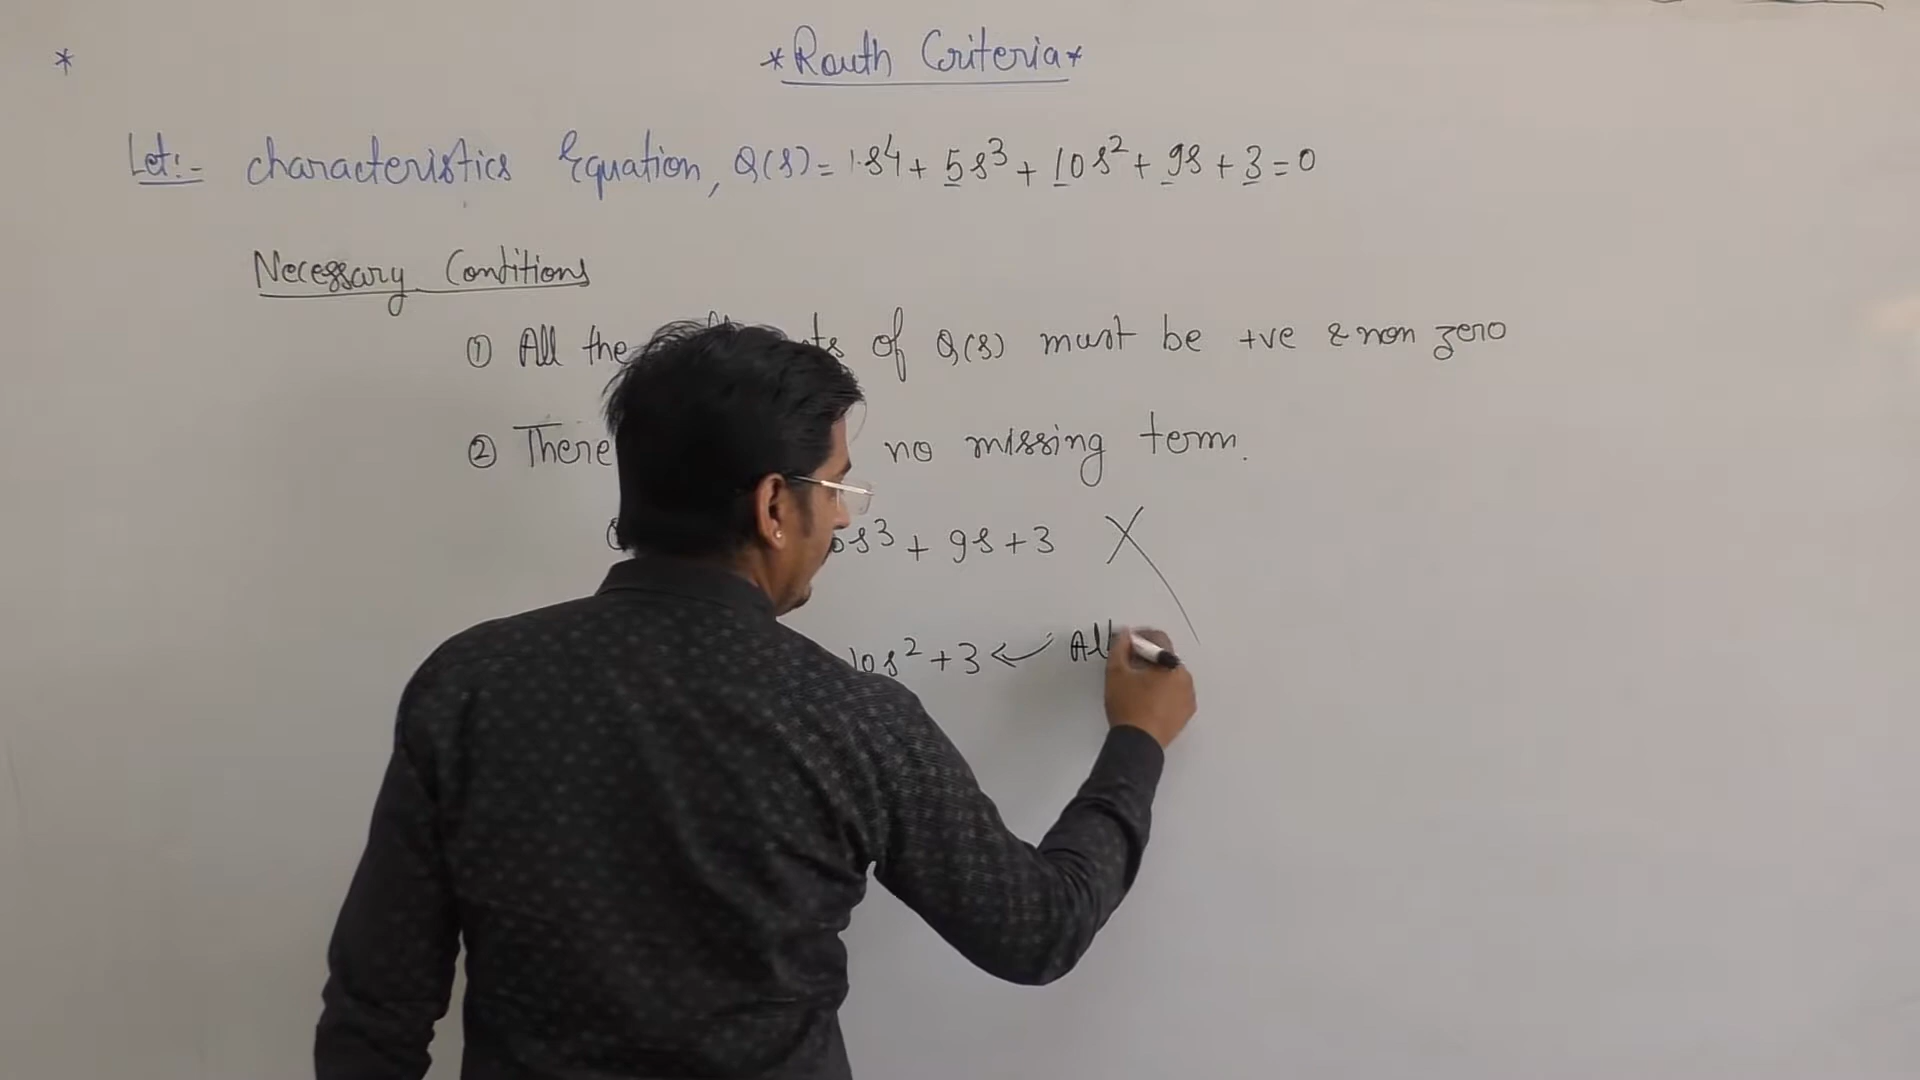 *
*Routh Criteria*
Let:- characteristics Equation, Q(s) = 1.s⁴ + 5s³ + 10s² + 9s + 3 = 0
Necessary Conditions
① All the of Q(s) must be +ve & non zero
② There no missing term.
s³ + 9s + 3 X
10s² + 3 ← All